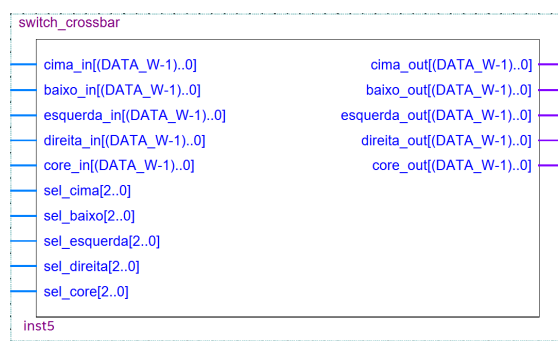 switch_crossbar
cima_in[(DATA_W-1)..0] cima_out[(DATA_W-1)..0]
baixo_in[(DATA_W-1)..0] baixo_out[(DATA_W-1)..0]
esquerda_in[(DATA_W-1)..0] esquerda_out[(DATA_W-1)..0]
direita_in[(DATA_W-1)..0] direita_out[(DATA_W-1)..0]
core_in[(DATA_W-1)..0] core_out[(DATA_W-1)..0]
sel_cima[2..0]
sel_baixo[2..0]
sel_esquerda[2..0]
sel_direita[2..0]
sel_core[2..0]
inst5